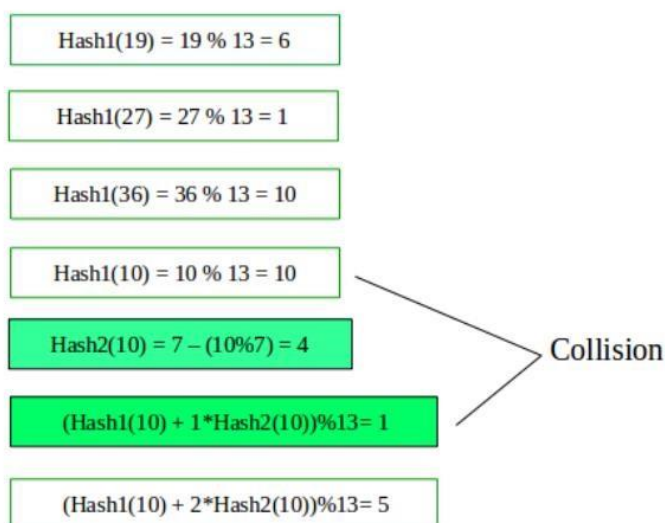 Hash1(19) = 19 % 13 = 6
Hash1(27) = 27 % 13 = 1
Hash1(36) = 36 % 13 = 10
Hash1(10) = 10 % 13 = 10
Hash2(10) = 7 – (10%7) = 4
Collision
(Hash1(10) + 1*Hash2(10))%13= 1
(Hash1(10) + 2*Hash2(10))%13= 5